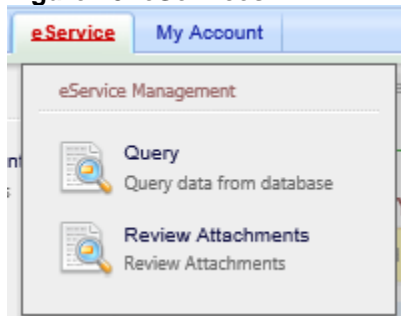 eService My Account
eService Management
Query
Query data from database
Review Attachments
Review Attachments